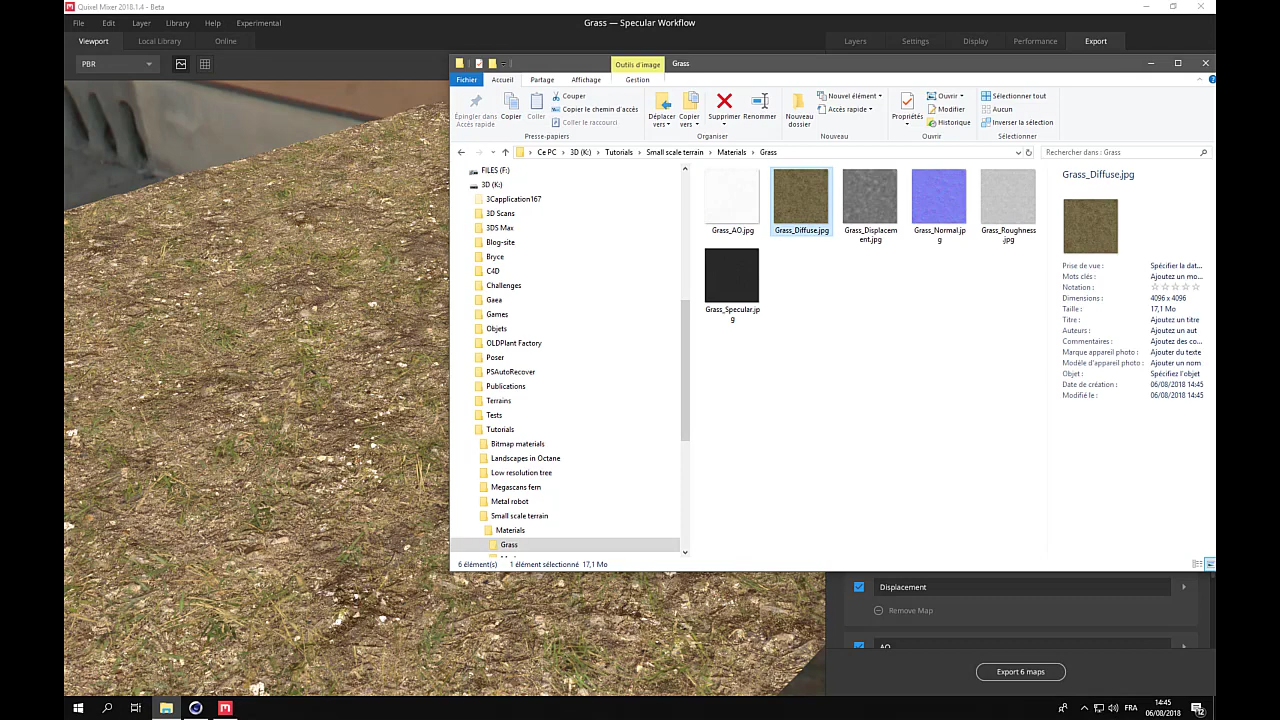 Quixel Mixer 2018.1.4 - Beta
File Edit Layer Library Help Experimental
Grass — Specular Workflow
Viewport Local Library Online
Layers Settings Display Performance Export
PBR
Outils d'image Grass
Fichier Accueil Partage Affichage Gestion
Épingler dans Accès rapide
Copier
Coller
Couper
Copier le chemin d'accès
Coller le raccourci
Presse-papiers
Déplacer vers
Copier vers
Supprimer
Renommer
Organiser
Nouveau dossier
Nouvel élément
Accès rapide
Nouveau
Propriétés
Ouvrir
Modifier
Historique
Ouvrir
Sélectionner tout
Aucun
Inverser la sélection
Sélectionner
Ce PC > 3D (K:) > Tutorials > Small scale terrain > Materials > Grass
Rechercher dans : Grass
FILES (F:)
3D (K:)
3Capplication167
3D Scans
3DS Max
Blog-site
Bryce
C4D
Challenges
Gaea
Games
Objets
OLDPlant Factory
Poser
PSAutoRecover
Publications
Terrains
Tests
Tutorials
Bitmap materials
Landscapes in Octane
Low resolution tree
Megascans fern
Metal robot
Small scale terrain
Materials
Grass
Grass_AO.jpg
Grass_Diffuse.jpg
Grass_Displacem
ent.jpg
Grass_Normal.jp
g
Grass_Roughness
.jpg
Grass_Specular.jp
g
Grass_Diffuse.jpg
Prise de vue : Spécifier la dat...
Mots clés : Ajoutez un mo...
Notation :
Dimensions : 4096 x 4096
Taille : 17,1 Mo
Titre : Ajoutez un titre
Auteurs : Ajoutez un aut
Commentaires : Ajoutez des co...
Marque appareil photo : Ajouter du texte
Modèle d'appareil photo : Ajouter un nom
Objet : Spécifiez l'objet
Date de création : 06/08/2018 14:45
Modifié le : 06/08/2018 14:45
6 élément(s) 1 élément sélectionné 17,1 Mo
Displacement
Remove Map
AO
Export 6 maps
FRA
14:45
06/08/2018